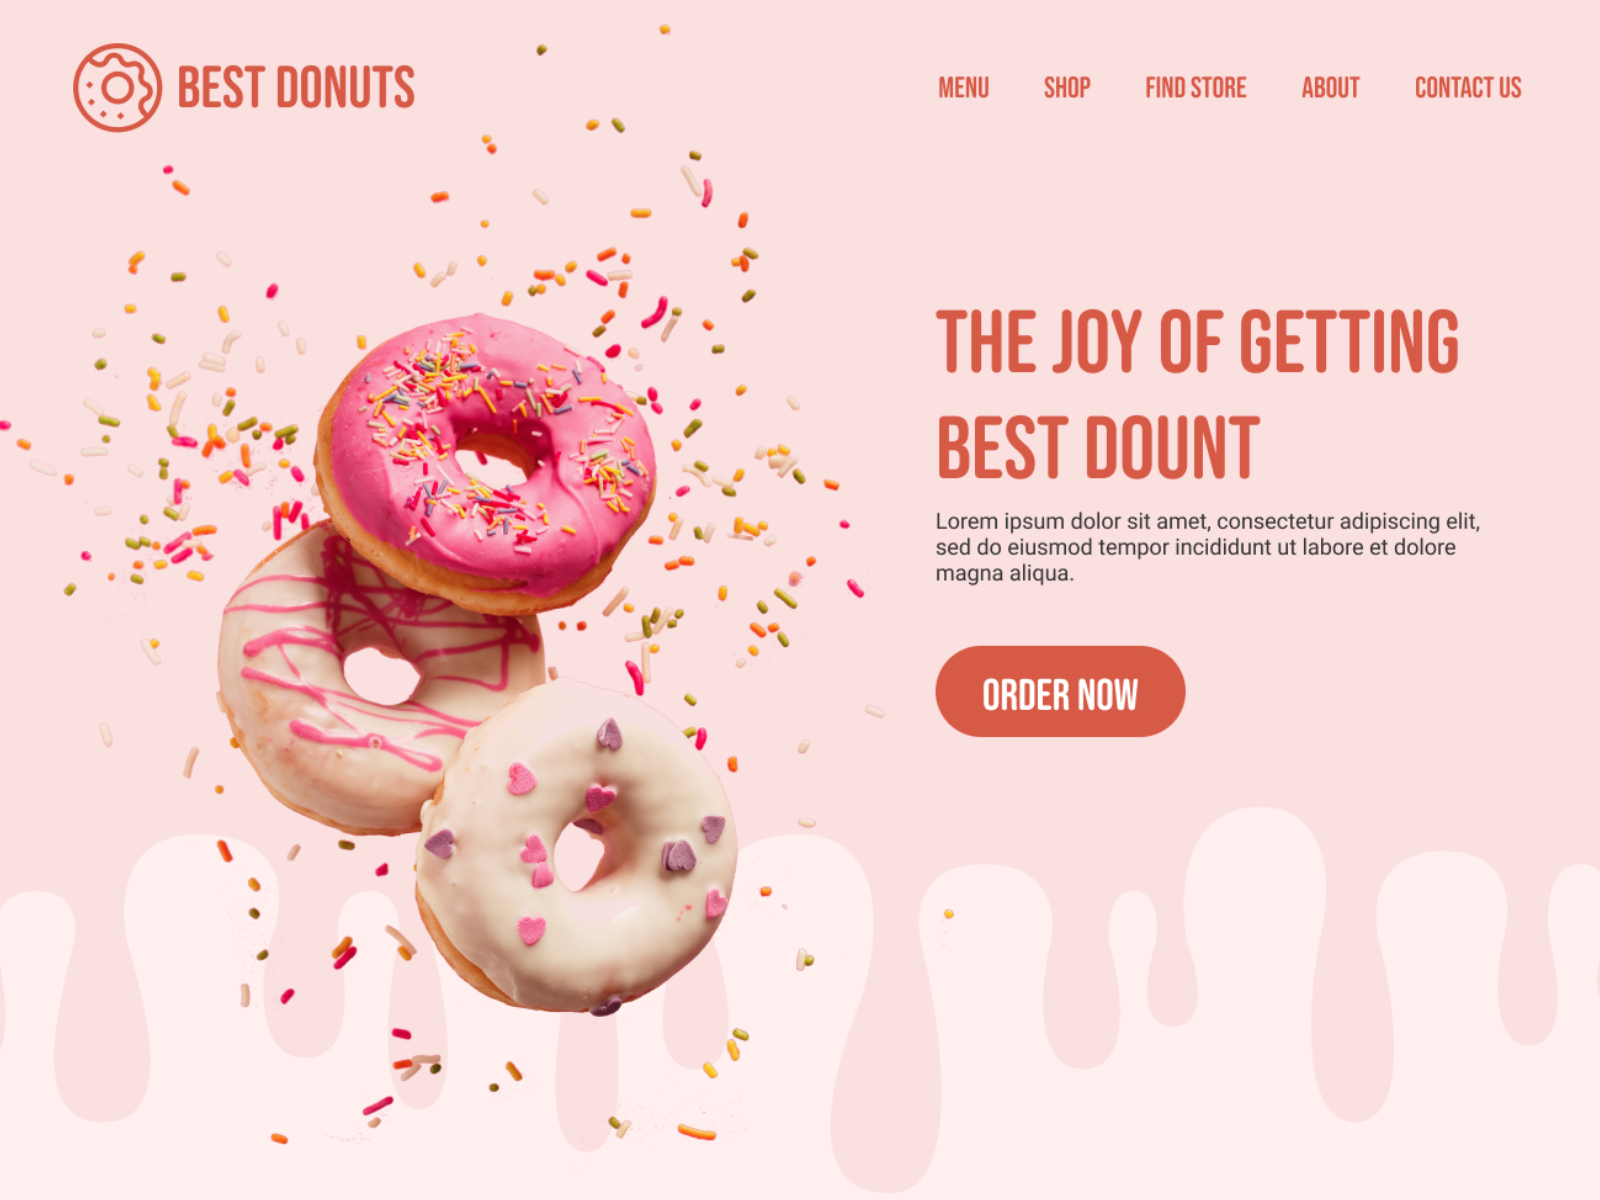 BEST DONUTS
MENU SHOP FIND STORE ABOUT CONTACT US
THE JOY OF GETTING
BEST DOUNT
Lorem ipsum dolor sit amet, consectetur adipiscing elit,
sed do eiusmod tempor incididunt ut labore et dolore
magna aliqua.
ORDER NOW